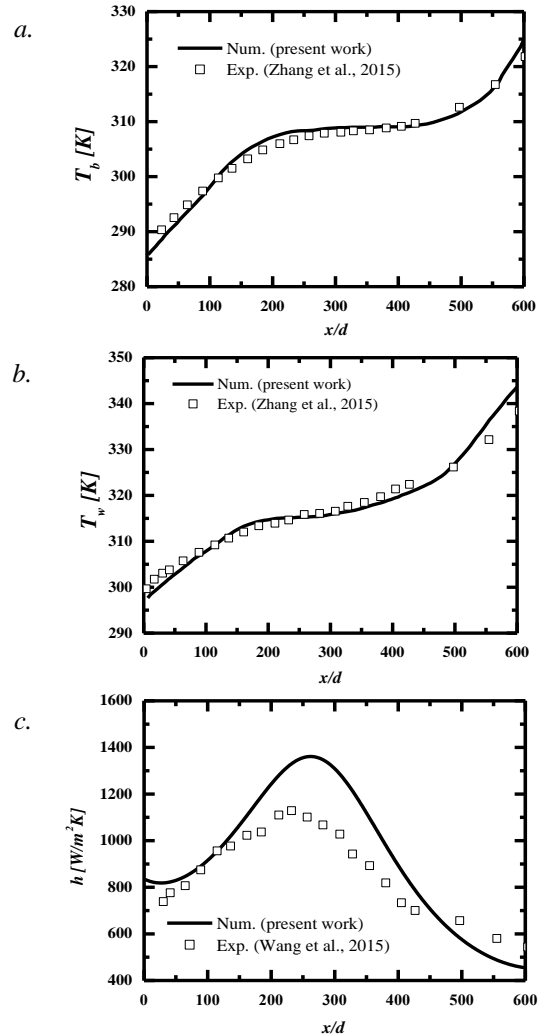 a.
330
320
310
300
290
280
T_b [K]
Num. (present work)
Exp. (Zhang et al., 2015)
0 100 200 300 400 500 600
x/d
b.
350
340
330
320
310
300
290
T_w [K]
Num. (present work)
Exp. (Zhang et al., 2015)
0 100 200 300 400 500 600
x/d
c.
1600
1400
1200
1000
800
600
400
h [W/m²K]
Num. (present work)
Exp. (Wang et al., 2015)
0 100 200 300 400 500 600
x/d